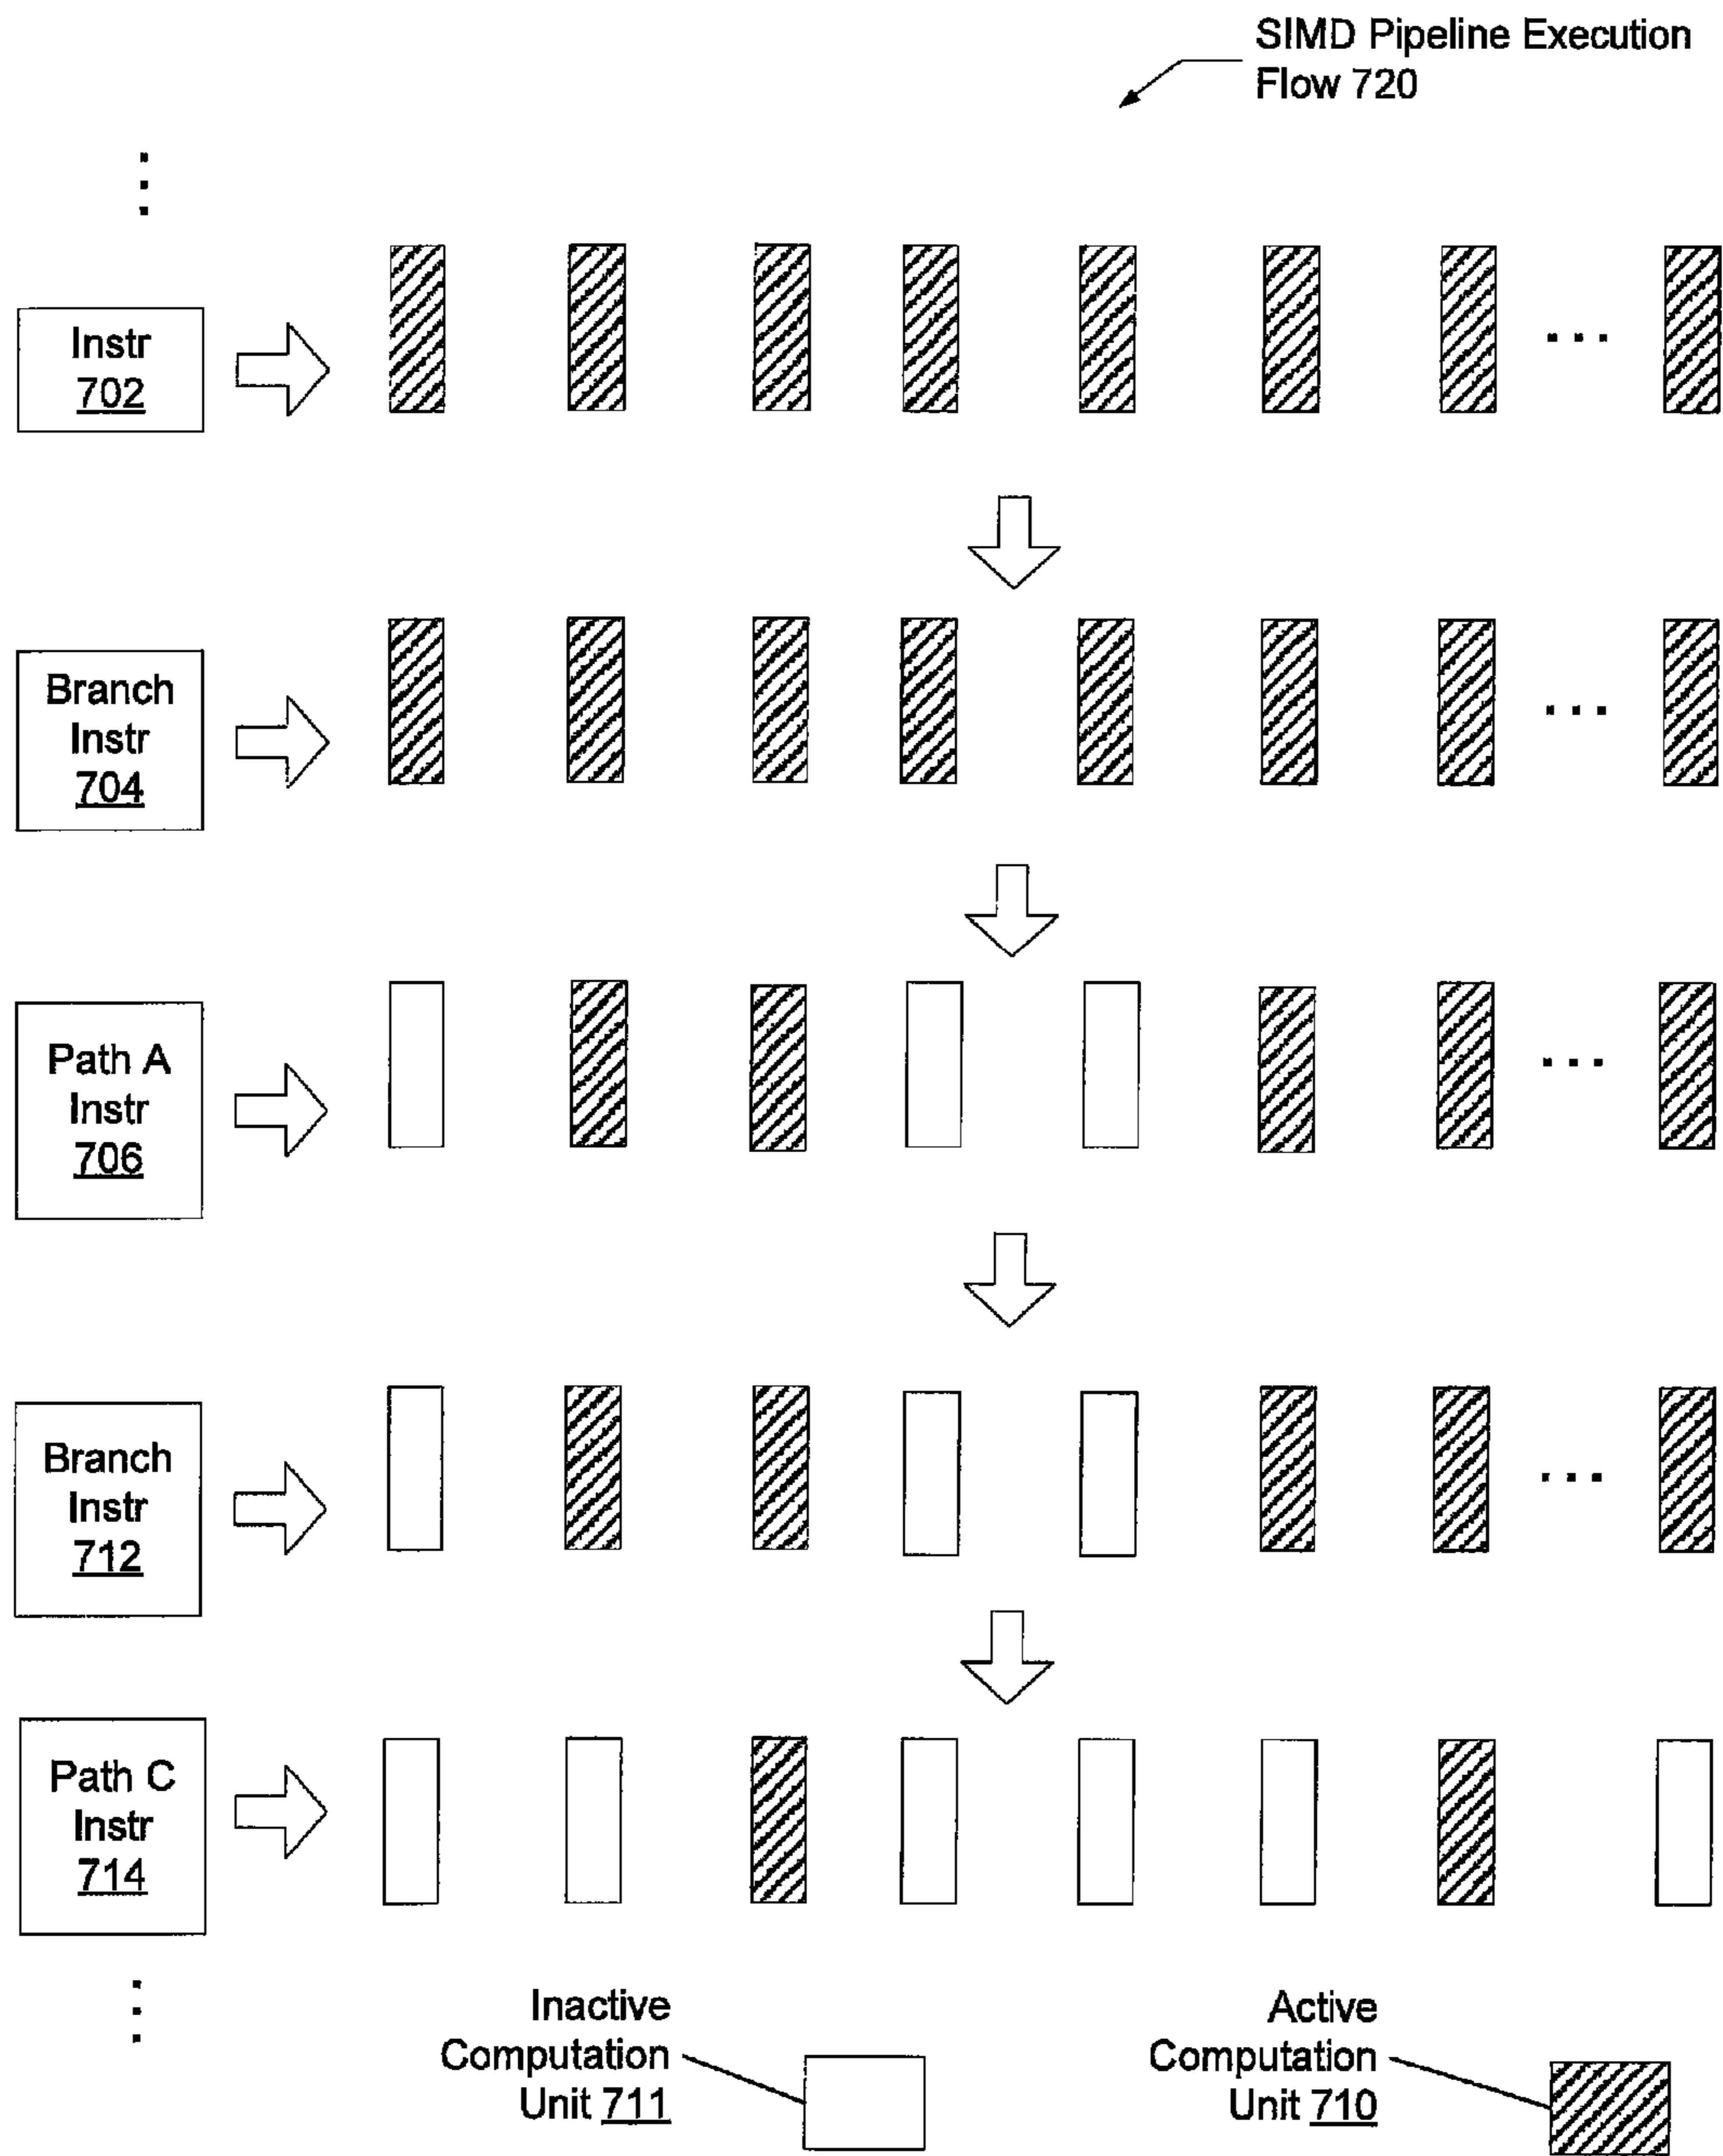 SIMD Pipeline Execution
Flow 720
Instr
702
Branch
Instr
704
Path A
Instr
706
Branch
Instr
712
Path C
Instr
714
Inactive
Computation
Unit 711
Active
Computation
Unit 710